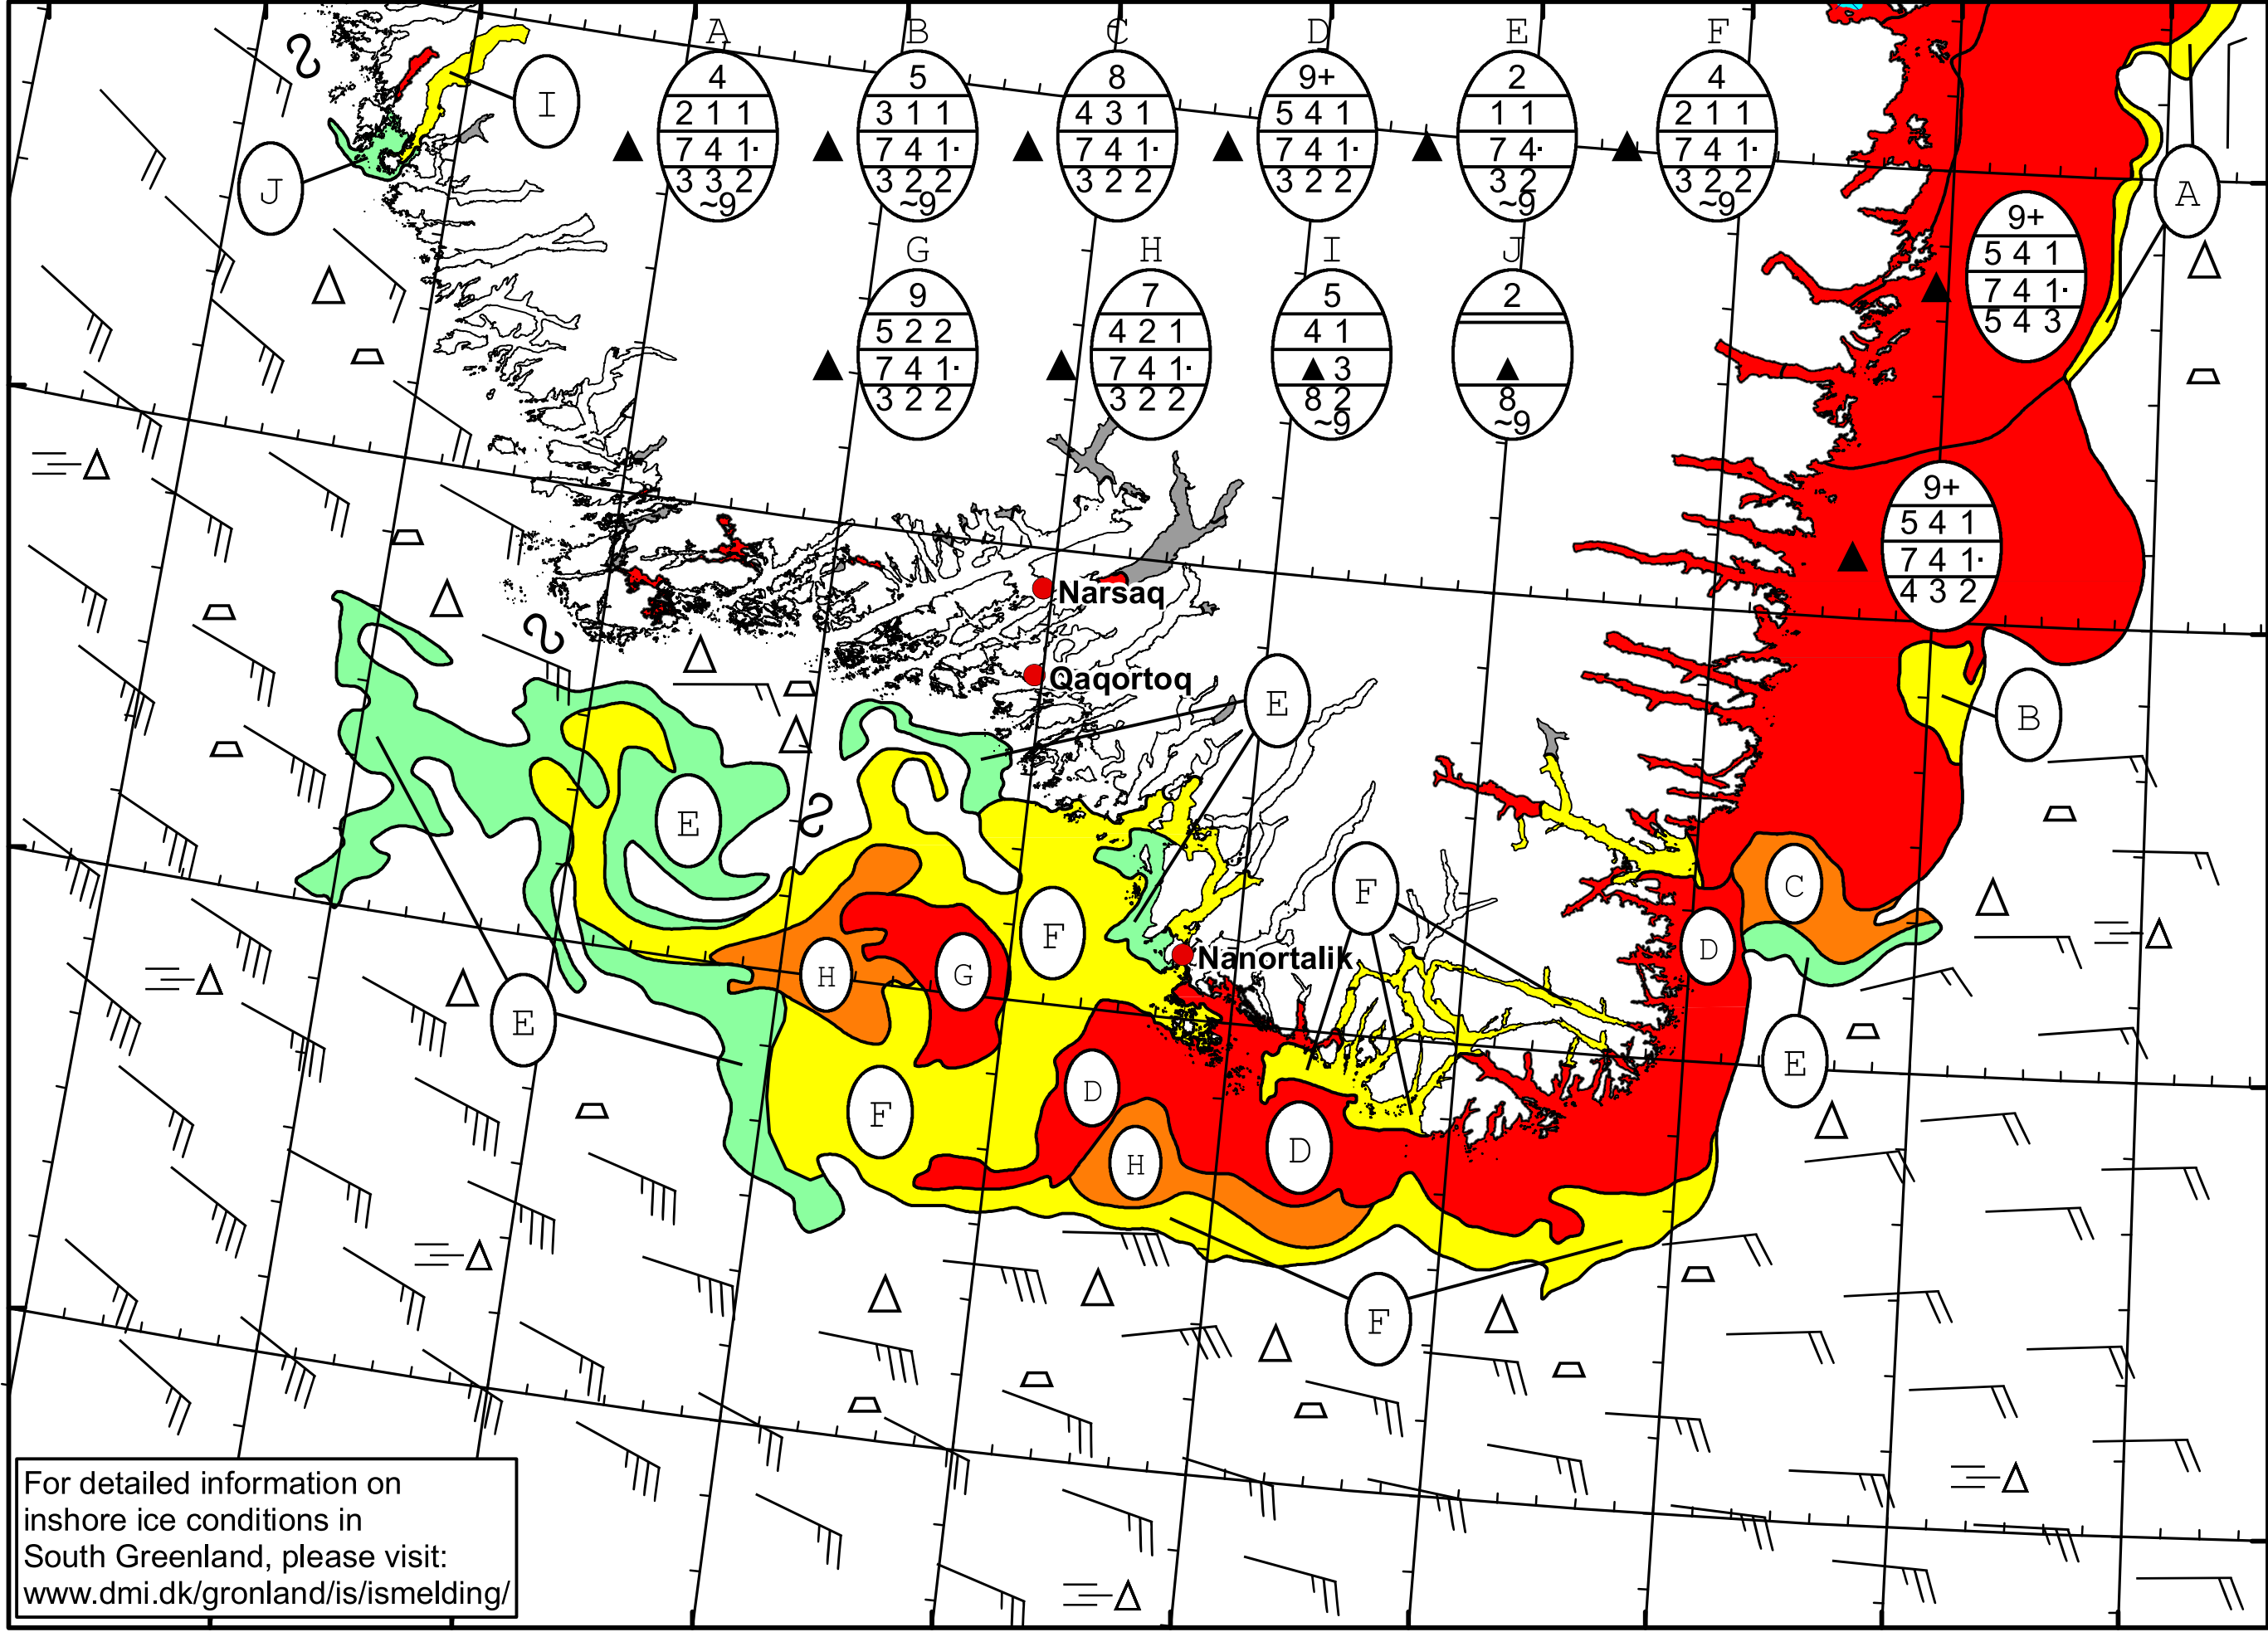 A B C D E F
4 5 8 9+ 2 4
2 1 1 3 1 1 4 3 1 5 4 1 1 1 2 1 1
7 4 1· 7 4 1· 7 4 1· 7 4 1· 7 4· 7 4 1·
3 3 2 3 2 2 3 2 2 3 2 2 3 2 3 2 2
~9 ~9 ~9 ~9
I
J
A
9+
5 4 1
7 4 1·
5 4 3
G H I J
9 7 5 2
5 2 2 4 2 1 4 1
7 4 1· 7 4 1· 3
3 2 2 3 2 2 8 2 8
~9 ~9
9+
5 4 1
7 4 1·
4 3 2
Narsaq
Qaqortoq
E
B
E
F
C
F
D
Nanortalik
H
G
E
E
D
F
D
H
F
For detailed information on
inshore ice conditions in
South Greenland, please visit:
www.dmi.dk/gronland/is/ismelding/